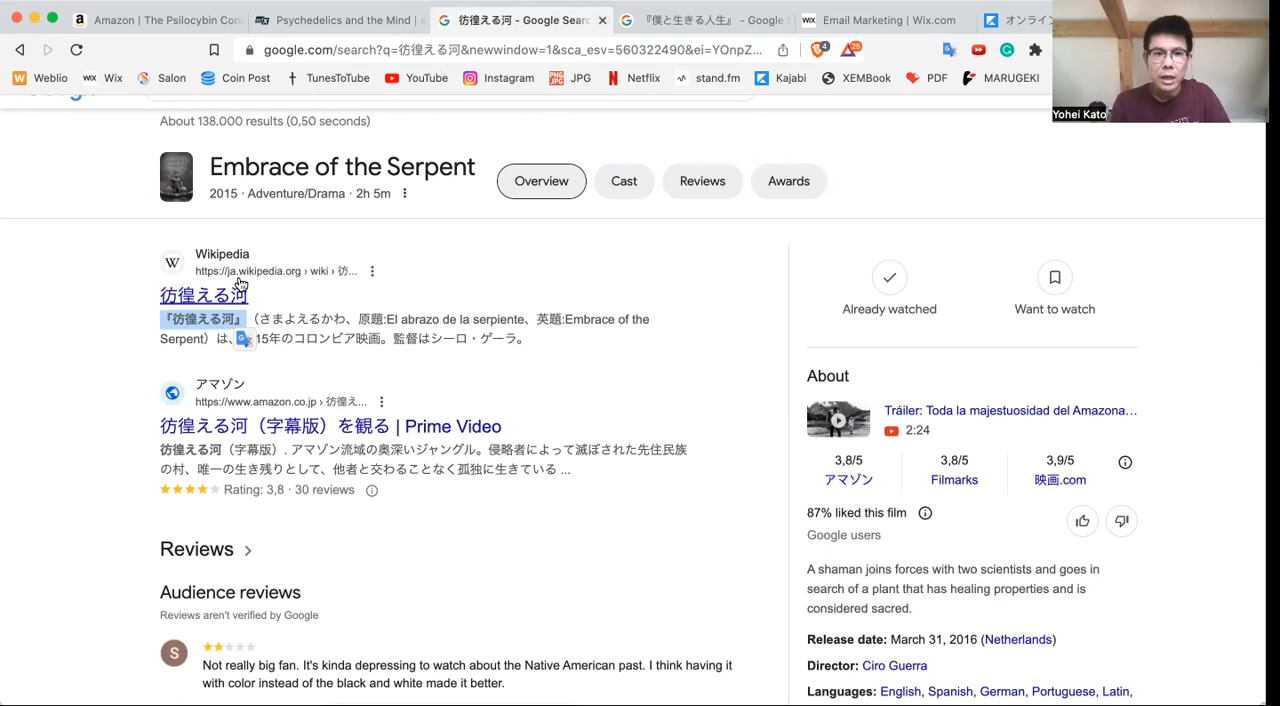 Amazon | The Psilocybin Con
Psychedelics and the Mind | e
彷徨える河 - Google Searc
『僕と生きる人生』 - Google S
Email Marketing | Wix.com
オンライン
google.com/search?q=彷徨える河&newwindow=1&sca_esv=560322490&ei=YOnpZ...
4
25
Weblio
Wix
Salon
Coin Post
TunesToTube
YouTube
Instagram
JPG
Netflix
stand.fm
Kajabi
XEMBook
PDF
MARUGEKI
Yohei Kato
About 138.000 results (0,50 seconds)
Embrace of the Serpent
2015 · Adventure/Drama · 2h 5m
Overview
Cast
Reviews
Awards
Wikipedia
https://ja.wikipedia.org › wiki › 彷...
彷徨える河
『彷徨える河』（さまよえるかわ、原題:El abrazo de la serpiente、英題:Embrace of the
Serpent）は、15年のコロンビア映画。監督はシーロ・ゲーラ。
アマゾン
https://www.amazon.co.jp › 彷徨え...
彷徨える河（字幕版）を観る | Prime Video
彷徨える河（字幕版）. アマゾン流域の奥深いジャングル。侵略者によって滅ぼされた先住民族
の村、唯一の生き残りとして、他者と交わることなく孤独に生きている ...
Rating: 3,8 · 30 reviews
Reviews
Audience reviews
Reviews aren't verified by Google
S
Not really big fan. It's kinda depressing to watch about the Native American past. I think having it
with color instead of the black and white made it better.
Already watched
Want to watch
About
Tráiler: Toda la majestuosidad del Amazona...
2:24
3,8/5
アマゾン
3,8/5
Filmarks
3,9/5
映画.com
87% liked this film
Google users
A shaman joins forces with two scientists and goes in
search of a plant that has healing properties and is
considered sacred.
Release date: March 31, 2016 (Netherlands)
Director: Ciro Guerra
Languages: English, Spanish, German, Portuguese, Latin,